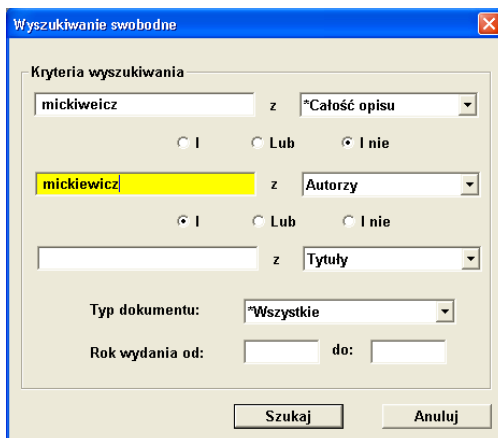 Wyszukiwanie swobodne
Kryteria wyszukiwania
mickiweicz z *Całość opisu
I Lub I nie
mickiewicz z Autorzy
I Lub I nie
z Tytuły
Typ dokumentu: *Wszystkie
Rok wydania od: do:
Szukaj Anuluj